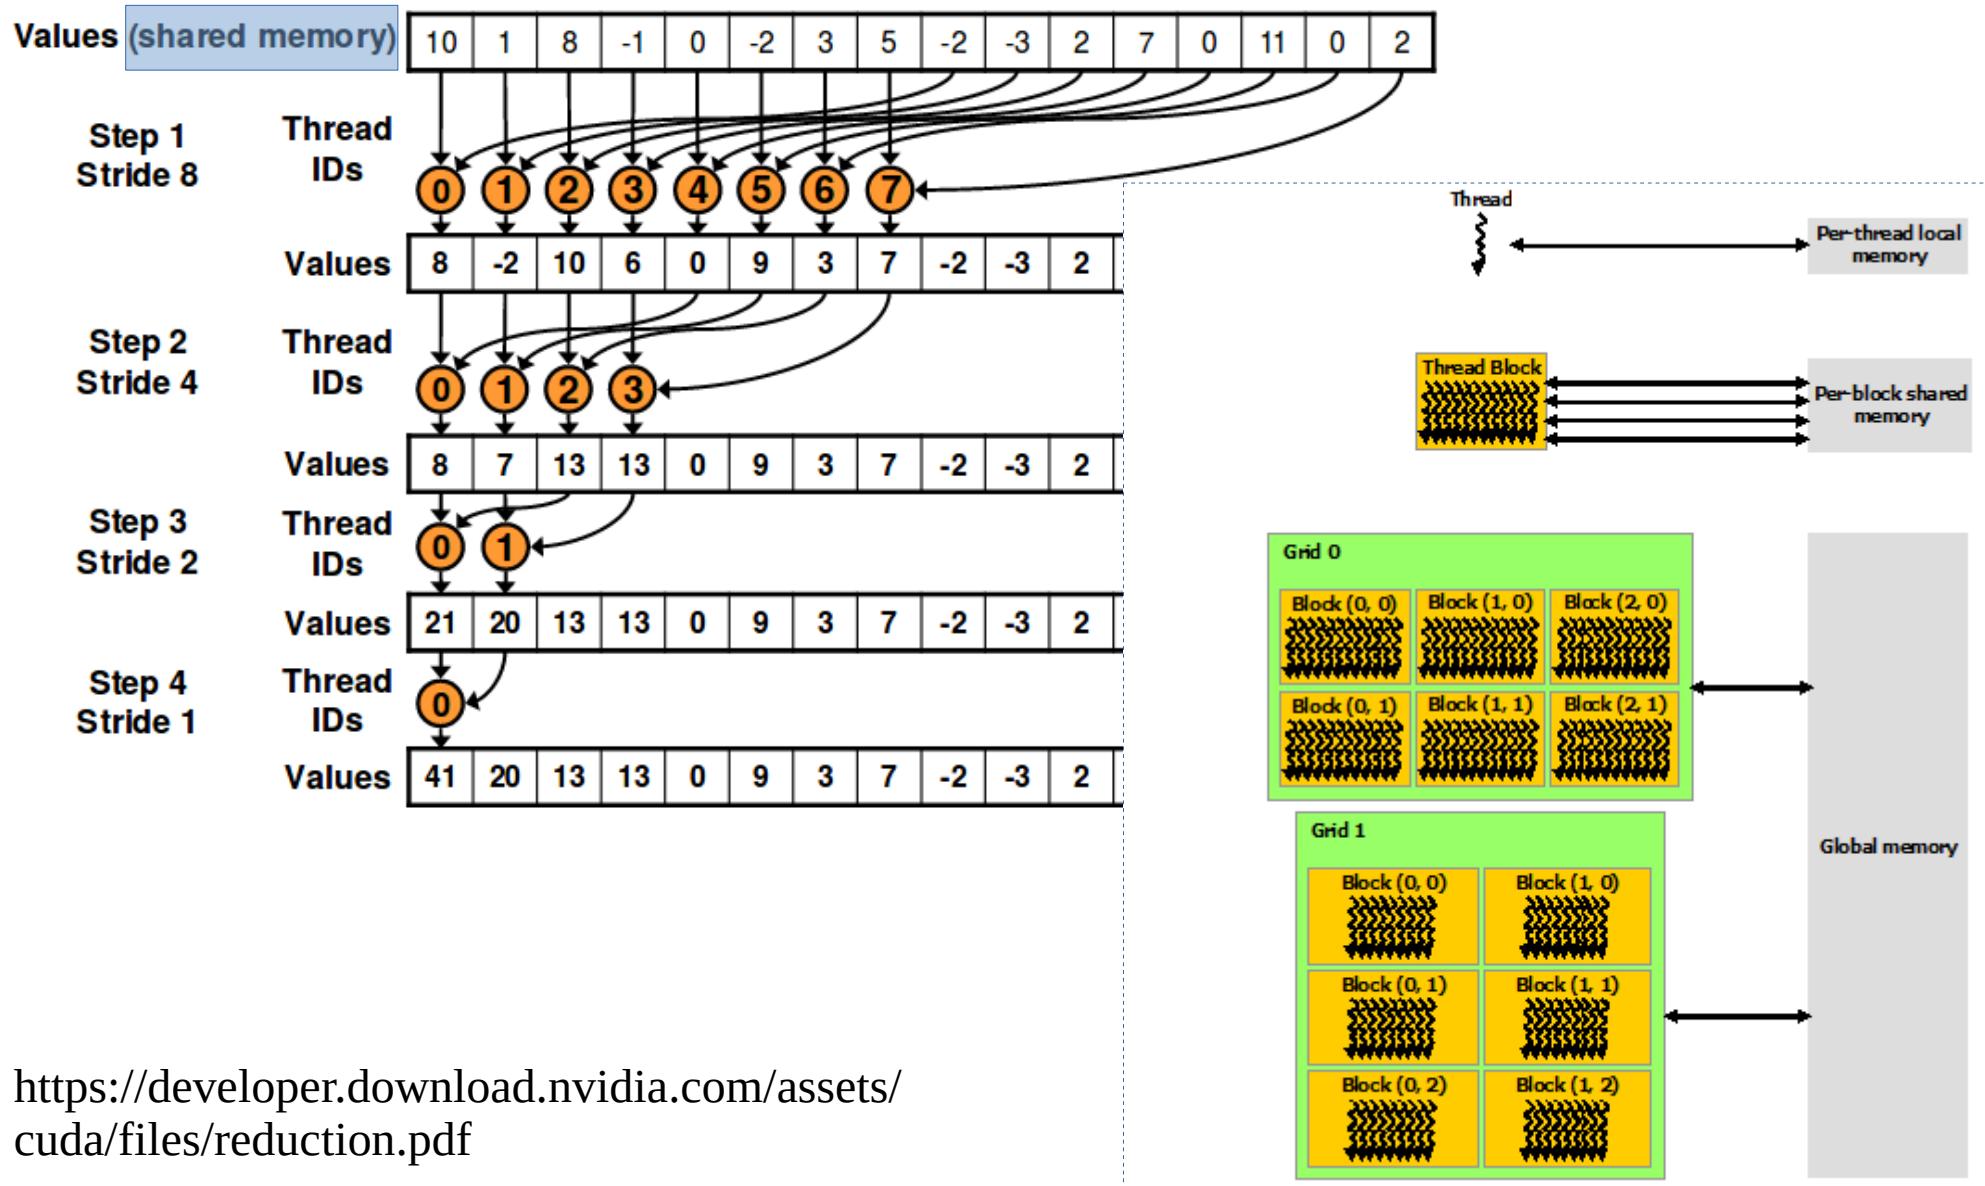 Values (shared memory) 10 1 8 -1 0 -2 3 5 -2 -3 2 7 0 11 0 2
Step 1
Stride 8
Thread
IDs
0 1 2 3 4 5 6 7
Values 8 -2 10 6 0 9 3 7 -2 -3 2
Step 2
Stride 4
Thread
IDs
0 1 2 3
Values 8 7 13 13 0 9 3 7 -2 -3 2
Step 3
Stride 2
Thread
IDs
0 1
Values 21 20 13 13 0 9 3 7 -2 -3 2
Step 4
Stride 1
Thread
IDs
0
Values 41 20 13 13 0 9 3 7 -2 -3 2
https://developer.download.nvidia.com/assets/
cuda/files/reduction.pdf
Thread
Per-thread local
memory
Thread Block
Per-block shared
memory
Grid 0
Block (0, 0) Block (1, 0) Block (2, 0)
Block (0, 1) Block (1, 1) Block (2, 1)
Grid 1
Block (0, 0) Block (1, 0)
Block (0, 1) Block (1, 1)
Block (0, 2) Block (1, 2)
Global memory